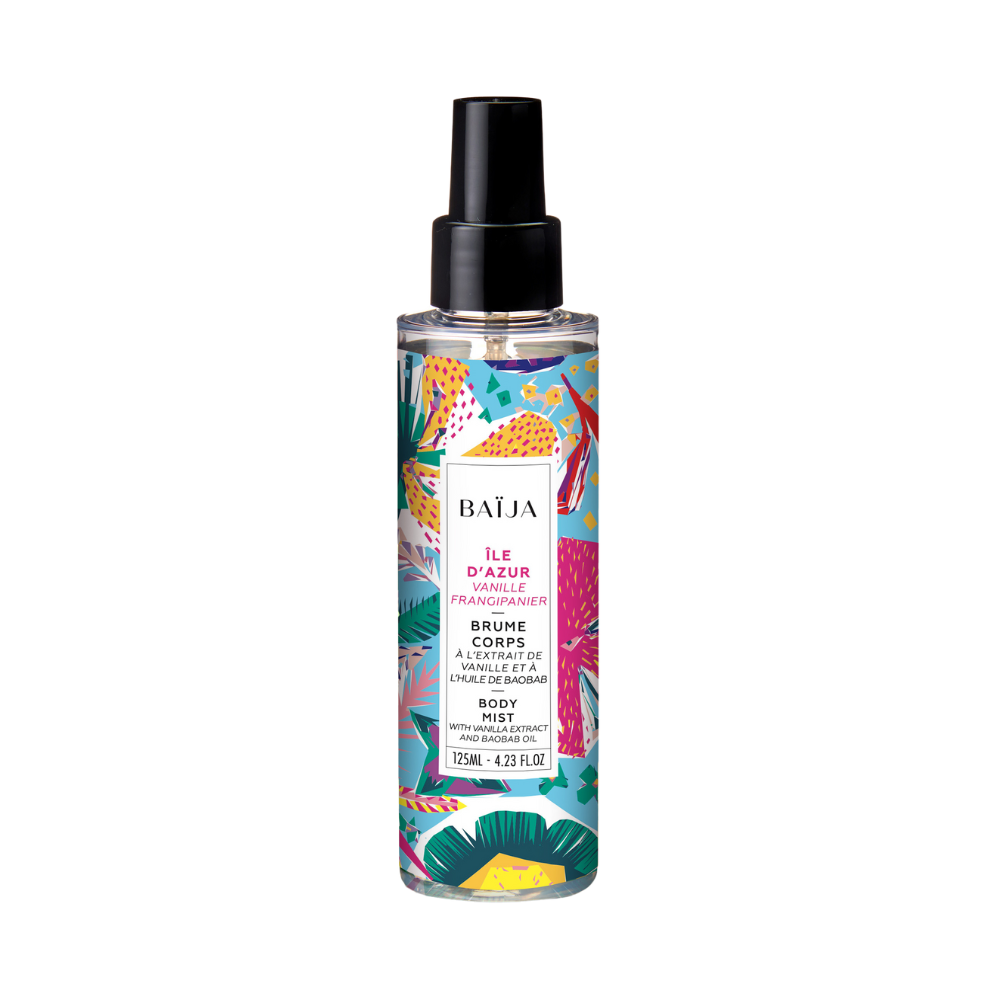 BAÏJA
ÎLE
D'AZUR
VANILLE
FRANGIPANIER
BRUME
CORPS
À L'EXTRAIT DE
VANILLE ET À
L'HUILE DE BAOBAB
BODY
MIST
WITH VANILLA EXTRACT
AND BAOBAB OIL
125ML - 4.23 FL.OZ